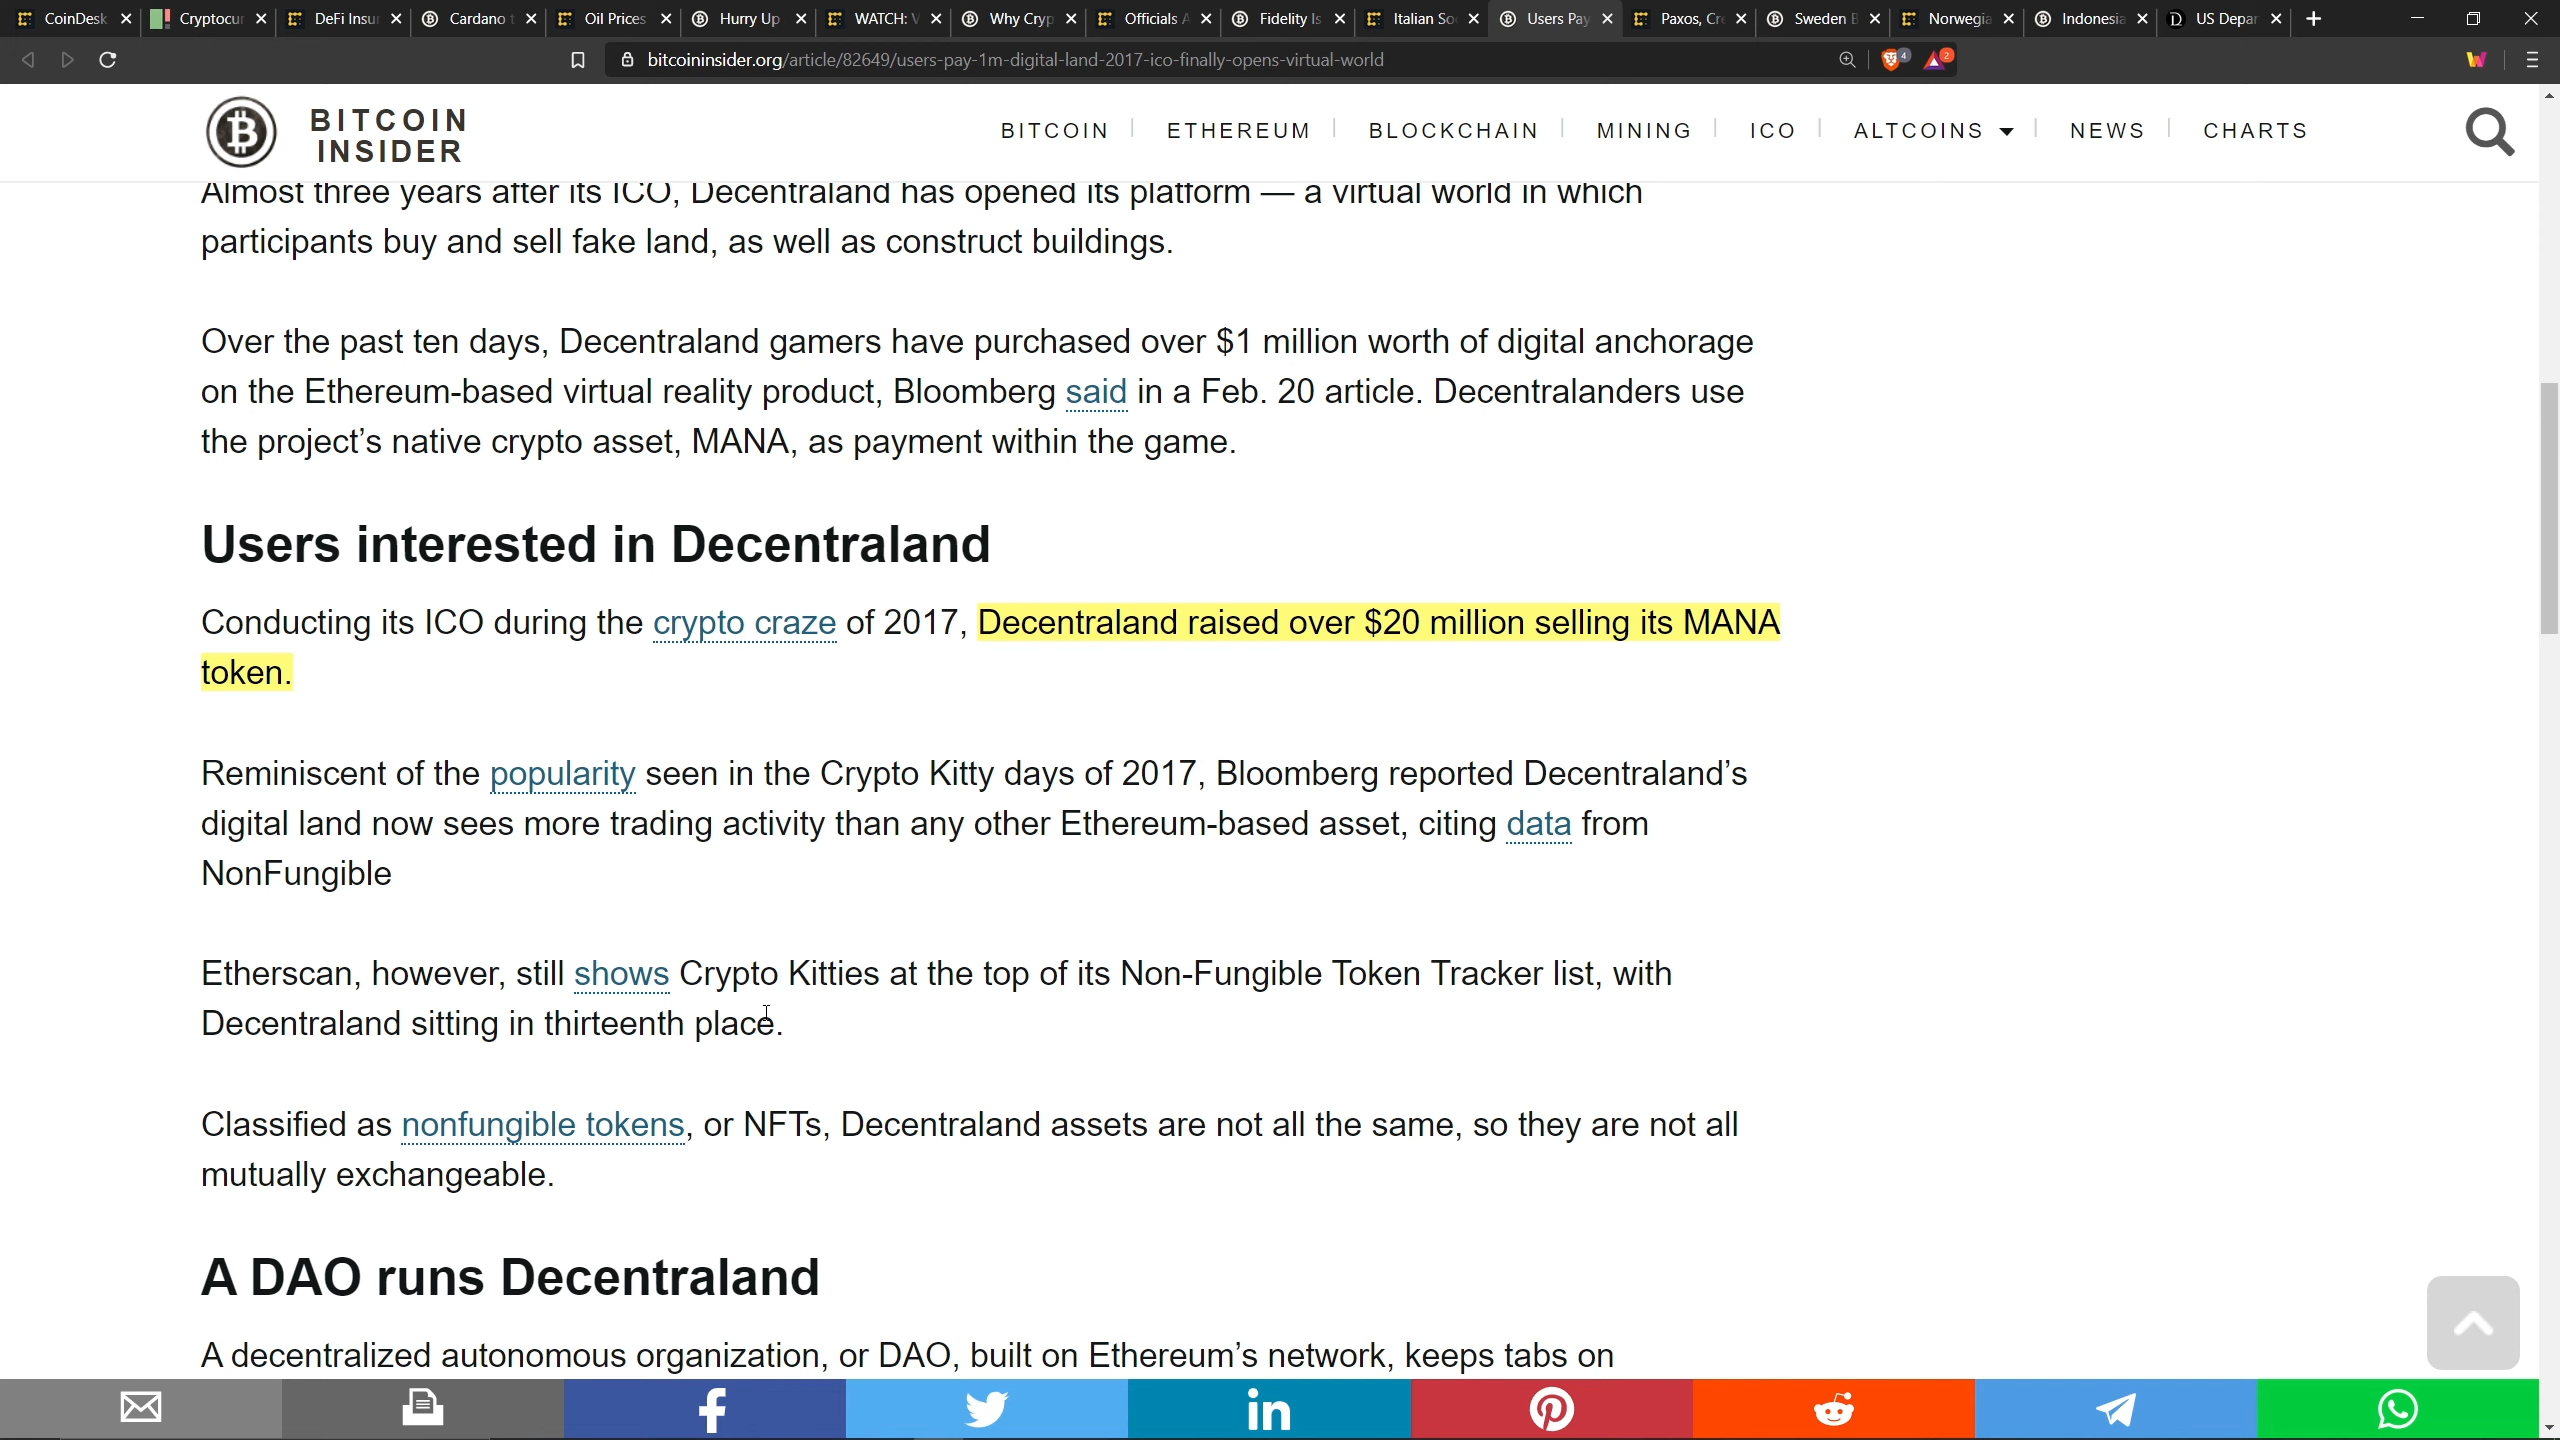 CoinDesk
Cryptocur
DeFi Insur
Cardano t
Oil Prices
Hurry Up
WATCH: V
Why Cryp
Officials A
Fidelity Is
Italian So
Users Pay
Paxos, Cr
Sweden B
Norwegia
Indonesia
US Depar
bitcoininsider.org/article/82649/users-pay-1m-digital-land-2017-ico-finally-opens-virtual-world
4
2
BITCOIN
INSIDER
BITCOIN
ETHEREUM
BLOCKCHAIN
MINING
ICO
ALTCOINS
NEWS
CHARTS
Almost three years after its ICO, Decentraland has opened its platform — a virtual world in which
participants buy and sell fake land, as well as construct buildings.
Over the past ten days, Decentraland gamers have purchased over $1 million worth of digital anchorage
on the Ethereum-based virtual reality product, Bloomberg said in a Feb. 20 article. Decentralanders use
the project’s native crypto asset, MANA, as payment within the game.
Users interested in Decentraland
Conducting its ICO during the crypto craze of 2017, Decentraland raised over $20 million selling its MANA
token.
Reminiscent of the popularity seen in the Crypto Kitty days of 2017, Bloomberg reported Decentraland’s
digital land now sees more trading activity than any other Ethereum-based asset, citing data from
NonFungible
Etherscan, however, still shows Crypto Kitties at the top of its Non-Fungible Token Tracker list, with
Decentraland sitting in thirteenth place.
Classified as nonfungible tokens, or NFTs, Decentraland assets are not all the same, so they are not all
mutually exchangeable.
A DAO runs Decentraland
A decentralized autonomous organization, or DAO, built on Ethereum’s network, keeps tabs on